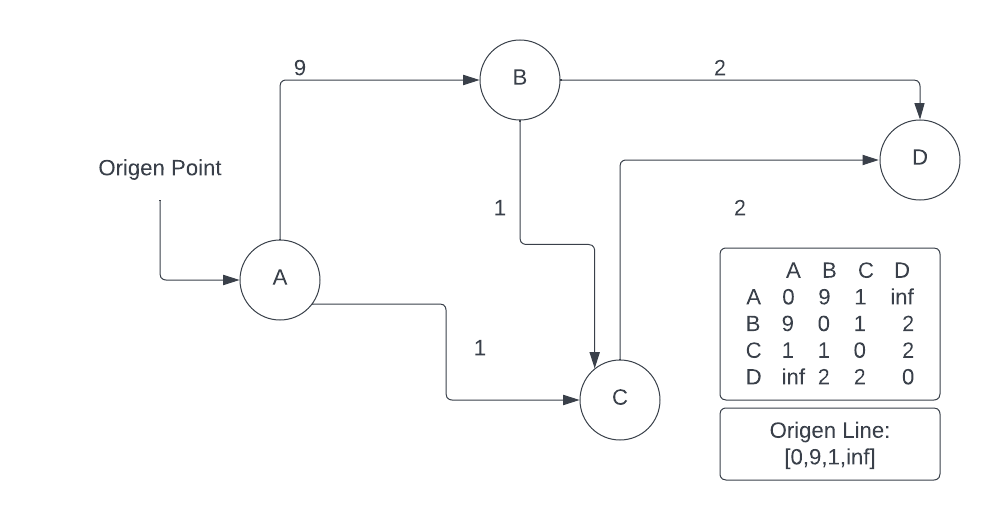 9
B
2
D
Origen Point
1
2
A
1
C
A B C D
A 0 9 1 inf
B 9 0 1 2
C 1 1 0 2
D inf 2 2 0
Origen Line:
[0,9,1,inf]